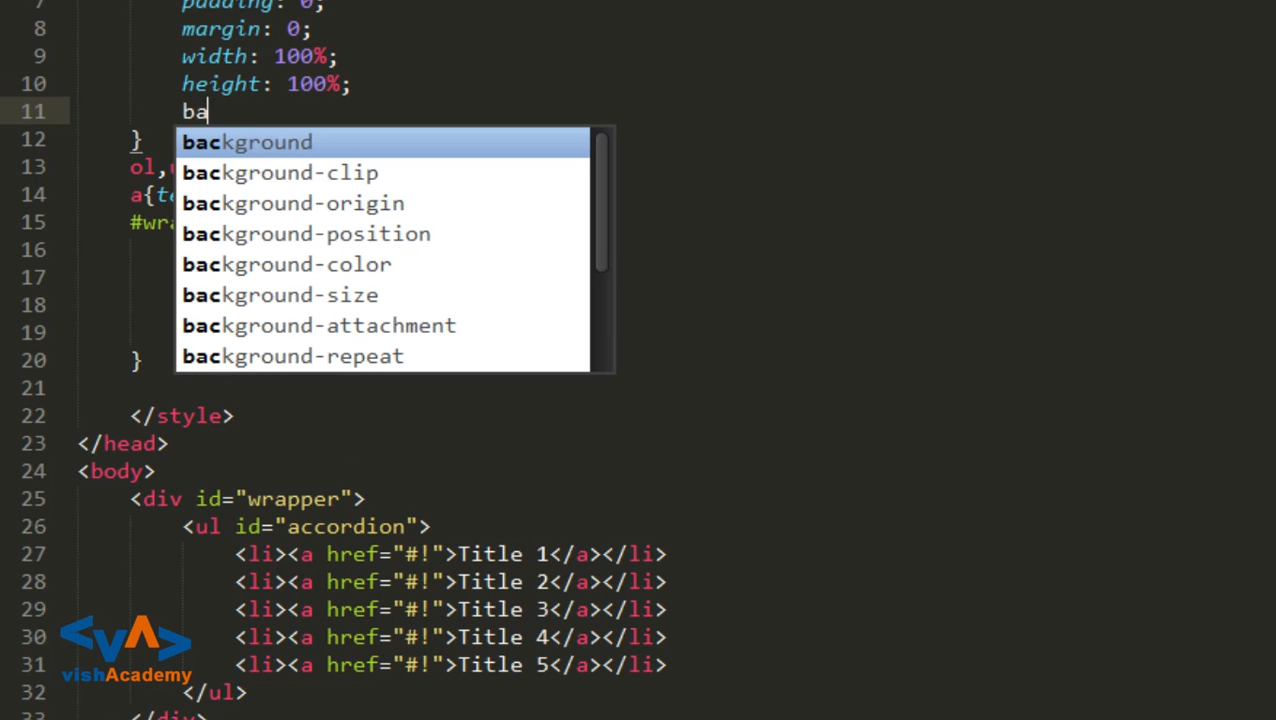 7 padding: 0;
8 margin: 0;
9 width: 100%;
10 height: 100%;
11 ba
background
12 }
background-clip
13 ol,
background-origin
14 a{
background-position
15
background-color
16
background-size
17
background-attachment
18
background-repeat
19
20 }
21
22 </style>
23 </head>
24 <body>
25 <div id="wrapper">
26 <ul id="accordion">
27 <li><a href="#!">Title 1</a></li>
28 <li><a href="#!">Title 2</a></li>
29 <li><a href="#!">Title 3</a></li>
30 <li><a href="#!">Title 4</a></li>
31 <li><a href="#!">Title 5</a></li>
32 </ul>
33 </div>
<VA>
vishAcademy